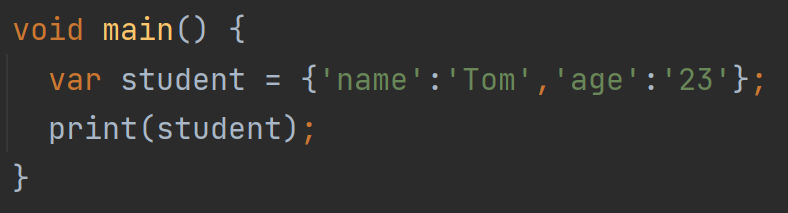 void main() {
  var student = {'name':'Tom','age':'23'};
  print(student);
}